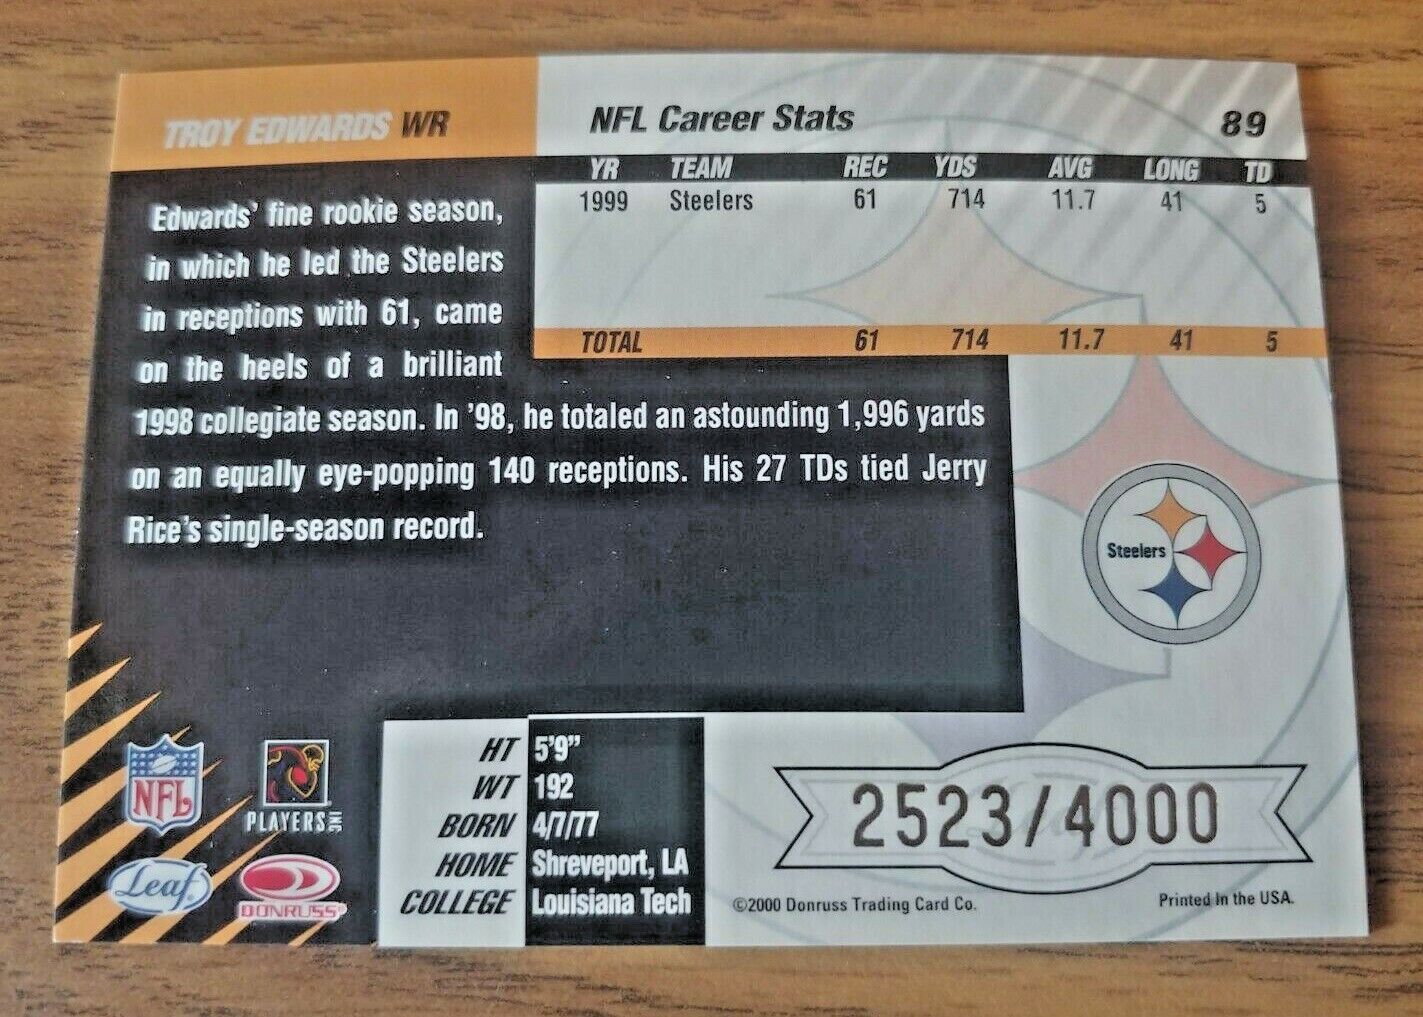 TROY EDWARDS WR
NFL Career Stats
89
YR TEAM REC YDS AVG LONG TD
1999 Steelers 61 714 11.7 41 5
TOTAL 61 714 11.7 41 5
Edwards' fine rookie season,
in which he led the Steelers
in receptions with 61, came
on the heels of a brilliant
1998 collegiate season. In '98, he totaled an astounding 1,996 yards
on an equally eye-popping 140 receptions. His 27 TDs tied Jerry
Rice's single-season record.
Steelers
NFL
PLAYERS INC
Leaf
DONRUSS
HT 5'9"
WT 192
BORN 4/7/77
HOME Shreveport, LA
COLLEGE Louisiana Tech
2523/4000
©2000 Donruss Trading Card Co.
Printed In the USA.